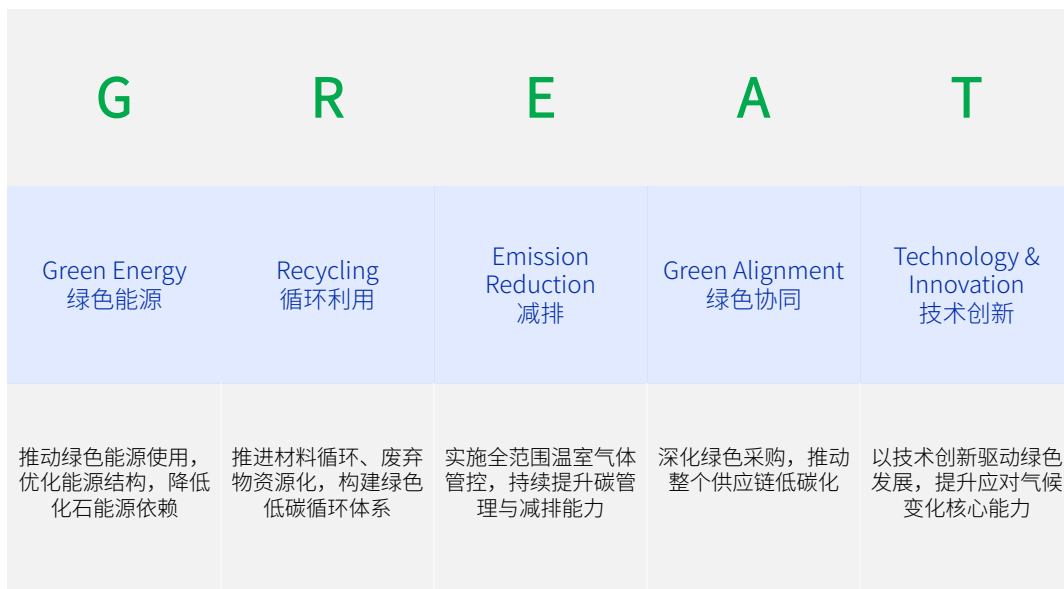 G
R
E
A
T
Green Energy
绿色能源
Recycling
循环利用
Emission
Reduction
减排
Green Alignment
绿色协同
Technology &
Innovation
技术创新
推动绿色能源使用，
优化能源结构，降低
化石能源依赖
推进材料循环、废弃
物资源化，构建绿色
低碳循环体系
实施全范围温室气体
管控，持续提升碳管
理与减排能力
深化绿色采购，推动
整个供应链低碳化
以技术创新驱动绿色
发展，提升应对气候
变化核心能力